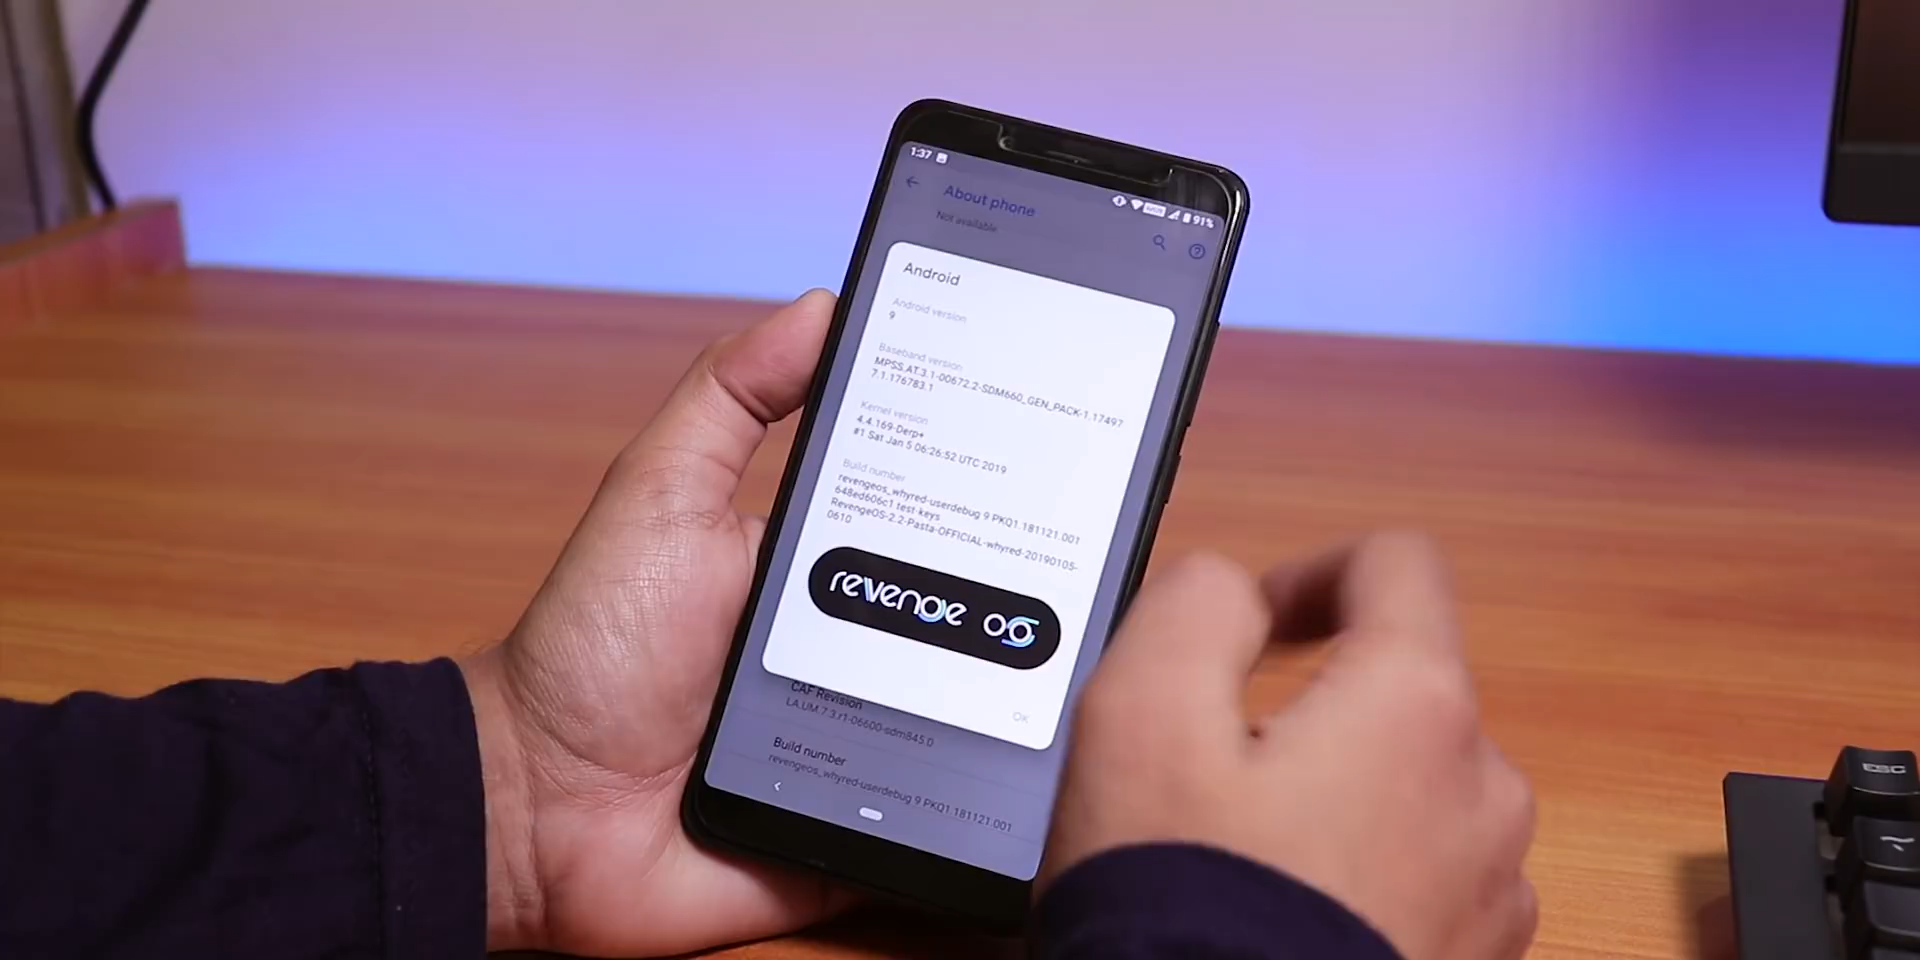 1:37
91%
About phone
Not available
Android
Android version
9
Baseband version
MPSS.AT.3.1-00672.2-SDM660_GEN_PACK-1.17497
7.1.176783.1
Kernel version
4.4.169-Derp+
#1 Sat Jan 5 06:26:52 UTC 2019
Build number
revengeos_whyred-userdebug 9 PKQ1.181121.001
648ed606c1 test-keys
RevengeOS-2.2-Pasta-OFFICIAL-whyred-20190105-
0610
revenge os
OK
CAF Revision
LA.UM.7.3.r1-06600-sdm845.0
Build number
revengeos_whyred-userdebug 9 PKQ1.181121.001
ESC